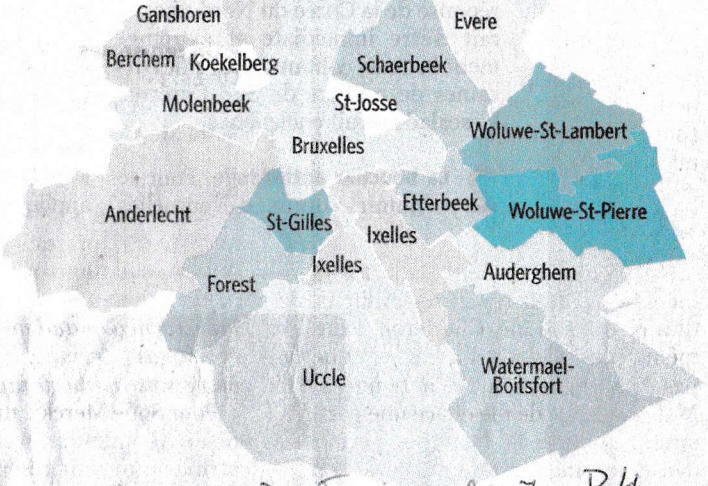 Ganshoren
Evere
Berchem Koekelberg Schaerbeek
Molenbeek St-Josse
Bruxelles
Woluwe-St-Lambert
Anderlecht
St-Gilles
Etterbeek
Woluwe-St-Pierre
Ixelles
Ixelles
Auderghem
Forest
Uccle
Watermael-
Boitsfort